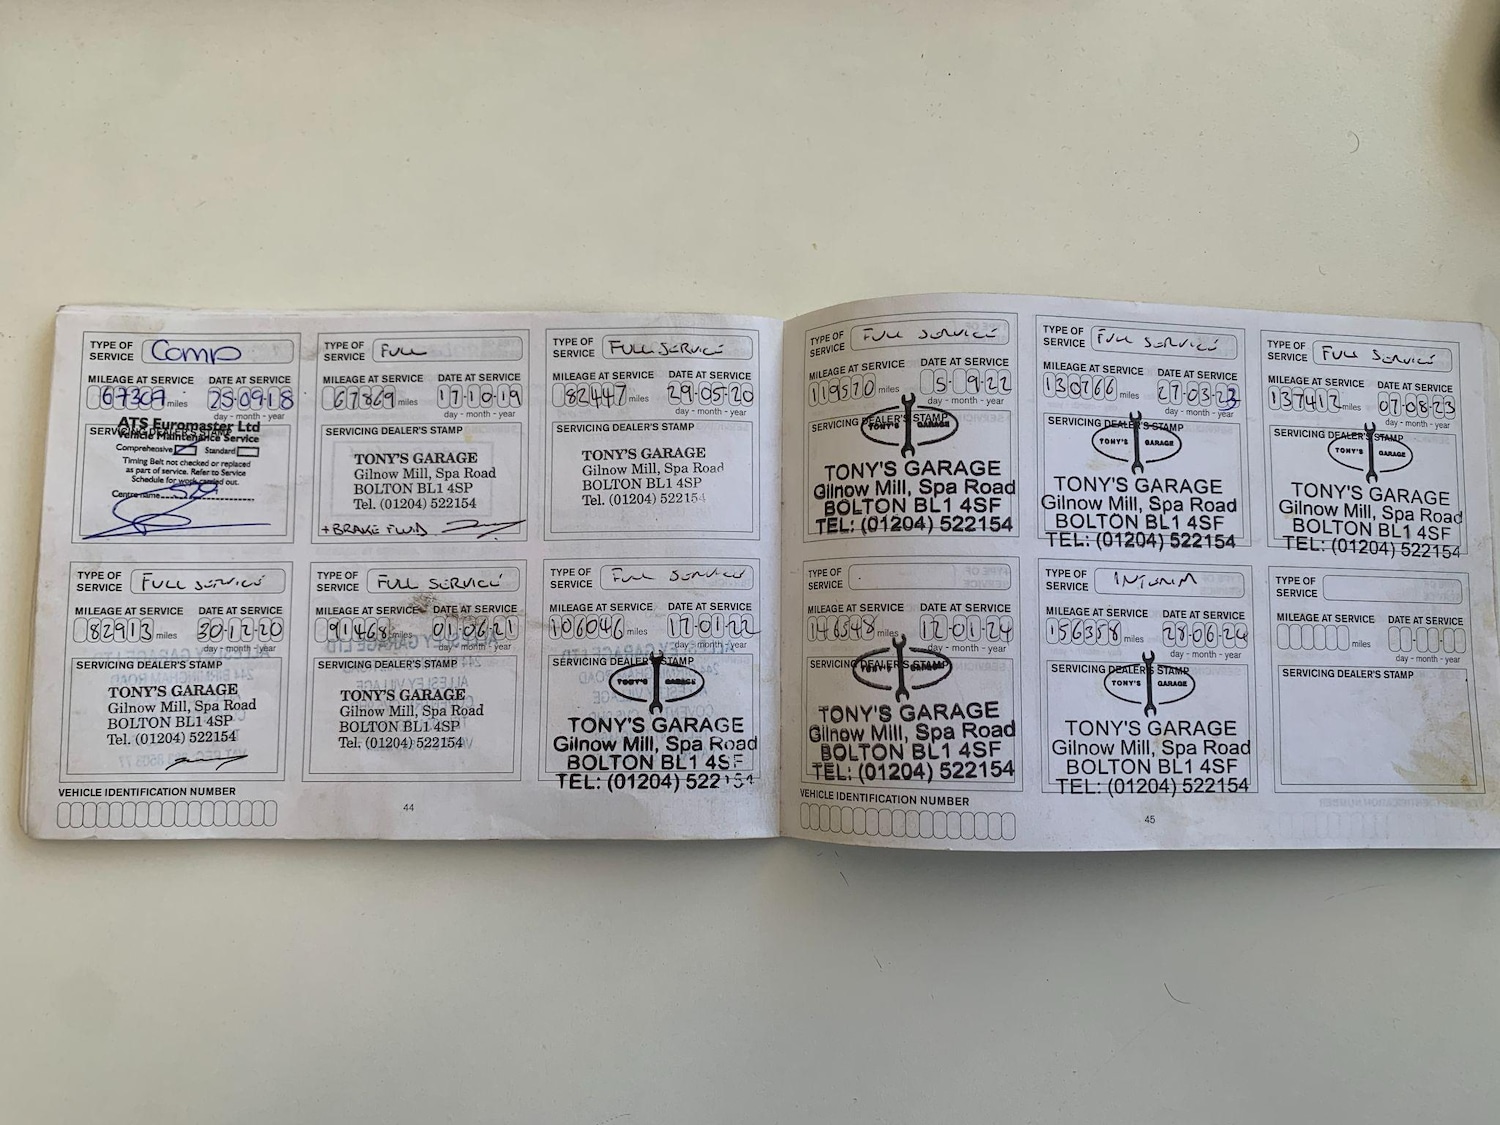 TYPE OF SERVICE Comp
MILEAGE AT SERVICE DATE AT SERVICE
67309 miles 25·09·18
day - month - year
SERVICING DEALER'S STAMP
ATS Euromaster Ltd
Vehicle Maintenance Service
Comprehensive Standard
Timing Belt not checked or replaced
as part of service. Refer to Service
Schedule for work carried out.
Centre name
TYPE OF SERVICE FULL
MILEAGE AT SERVICE DATE AT SERVICE
67869 miles 17·10·19
day - month - year
SERVICING DEALER'S STAMP
TONY'S GARAGE
Gilnow Mill, Spa Road
BOLTON BL1 4SP
Tel. (01204) 522154
+ BRAKE FLUID
TYPE OF SERVICE FULL SERVICE
MILEAGE AT SERVICE DATE AT SERVICE
82447 miles 29·05·20
day - month - year
SERVICING DEALER'S STAMP
TONY'S GARAGE
Gilnow Mill, Spa Road
BOLTON BL1 4SP
Tel. (01204) 522154
TYPE OF SERVICE FULL SERVICE
MILEAGE AT SERVICE DATE AT SERVICE
82913 miles 30·12·20
day - month - year
SERVICING DEALER'S STAMP
TONY'S GARAGE
Gilnow Mill, Spa Road
BOLTON BL1 4SP
Tel. (01204) 522154
TYPE OF SERVICE FULL SERVICE
MILEAGE AT SERVICE DATE AT SERVICE
91468 miles 01·06·21
day - month - year
SERVICING DEALER'S STAMP
TONY'S GARAGE
Gilnow Mill, Spa Road
BOLTON BL1 4SP
Tel. (01204) 522154
TYPE OF SERVICE FULL SERVICE
MILEAGE AT SERVICE DATE AT SERVICE
106046 miles 17·01·22
day - month - year
SERVICING DEALER'S STAMP
TONY'S GARAGE
TONY'S GARAGE
Gilnow Mill, Spa Road
BOLTON BL1 4SF
TEL: (01204) 522154
VEHICLE IDENTIFICATION NUMBER
44
TYPE OF SERVICE FULL SERVICE
MILEAGE AT SERVICE DATE AT SERVICE
119570 miles 5·9·22
day - month - year
SERVICING DEALER'S STAMP
TONY'S GARAGE
TONY'S GARAGE
Gilnow Mill, Spa Road
BOLTON BL1 4SF
TEL: (01204) 522154
TYPE OF SERVICE FULL SERVICE
MILEAGE AT SERVICE DATE AT SERVICE
130766 miles 27·03·23
day - month - year
SERVICING DEALER'S STAMP
TONY'S GARAGE
TONY'S GARAGE
Gilnow Mill, Spa Road
BOLTON BL1 4SF
TEL: (01204) 522154
TYPE OF SERVICE FULL SERVICE
MILEAGE AT SERVICE DATE AT SERVICE
137412 miles 07·08·23
day - month - year
SERVICING DEALER'S STAMP
TONY'S GARAGE
TONY'S GARAGE
Gilnow Mill, Spa Road
BOLTON BL1 4SF
TEL: (01204) 522154
TYPE OF SERVICE
MILEAGE AT SERVICE DATE AT SERVICE
146548 miles 12·01·24
day - month - year
SERVICING DEALER'S STAMP
TONY'S GARAGE
TONY'S GARAGE
Gilnow Mill, Spa Road
BOLTON BL1 4SF
TEL: (01204) 522154
TYPE OF SERVICE INTERIM
MILEAGE AT SERVICE DATE AT SERVICE
156358 miles 28·06·24
day - month - year
SERVICING DEALER'S STAMP
TONY'S GARAGE
TONY'S GARAGE
Gilnow Mill, Spa Road
BOLTON BL1 4SF
TEL: (01204) 522154
TYPE OF SERVICE
MILEAGE AT SERVICE DATE AT SERVICE
miles
day - month - year
SERVICING DEALER'S STAMP
VEHICLE IDENTIFICATION NUMBER
45